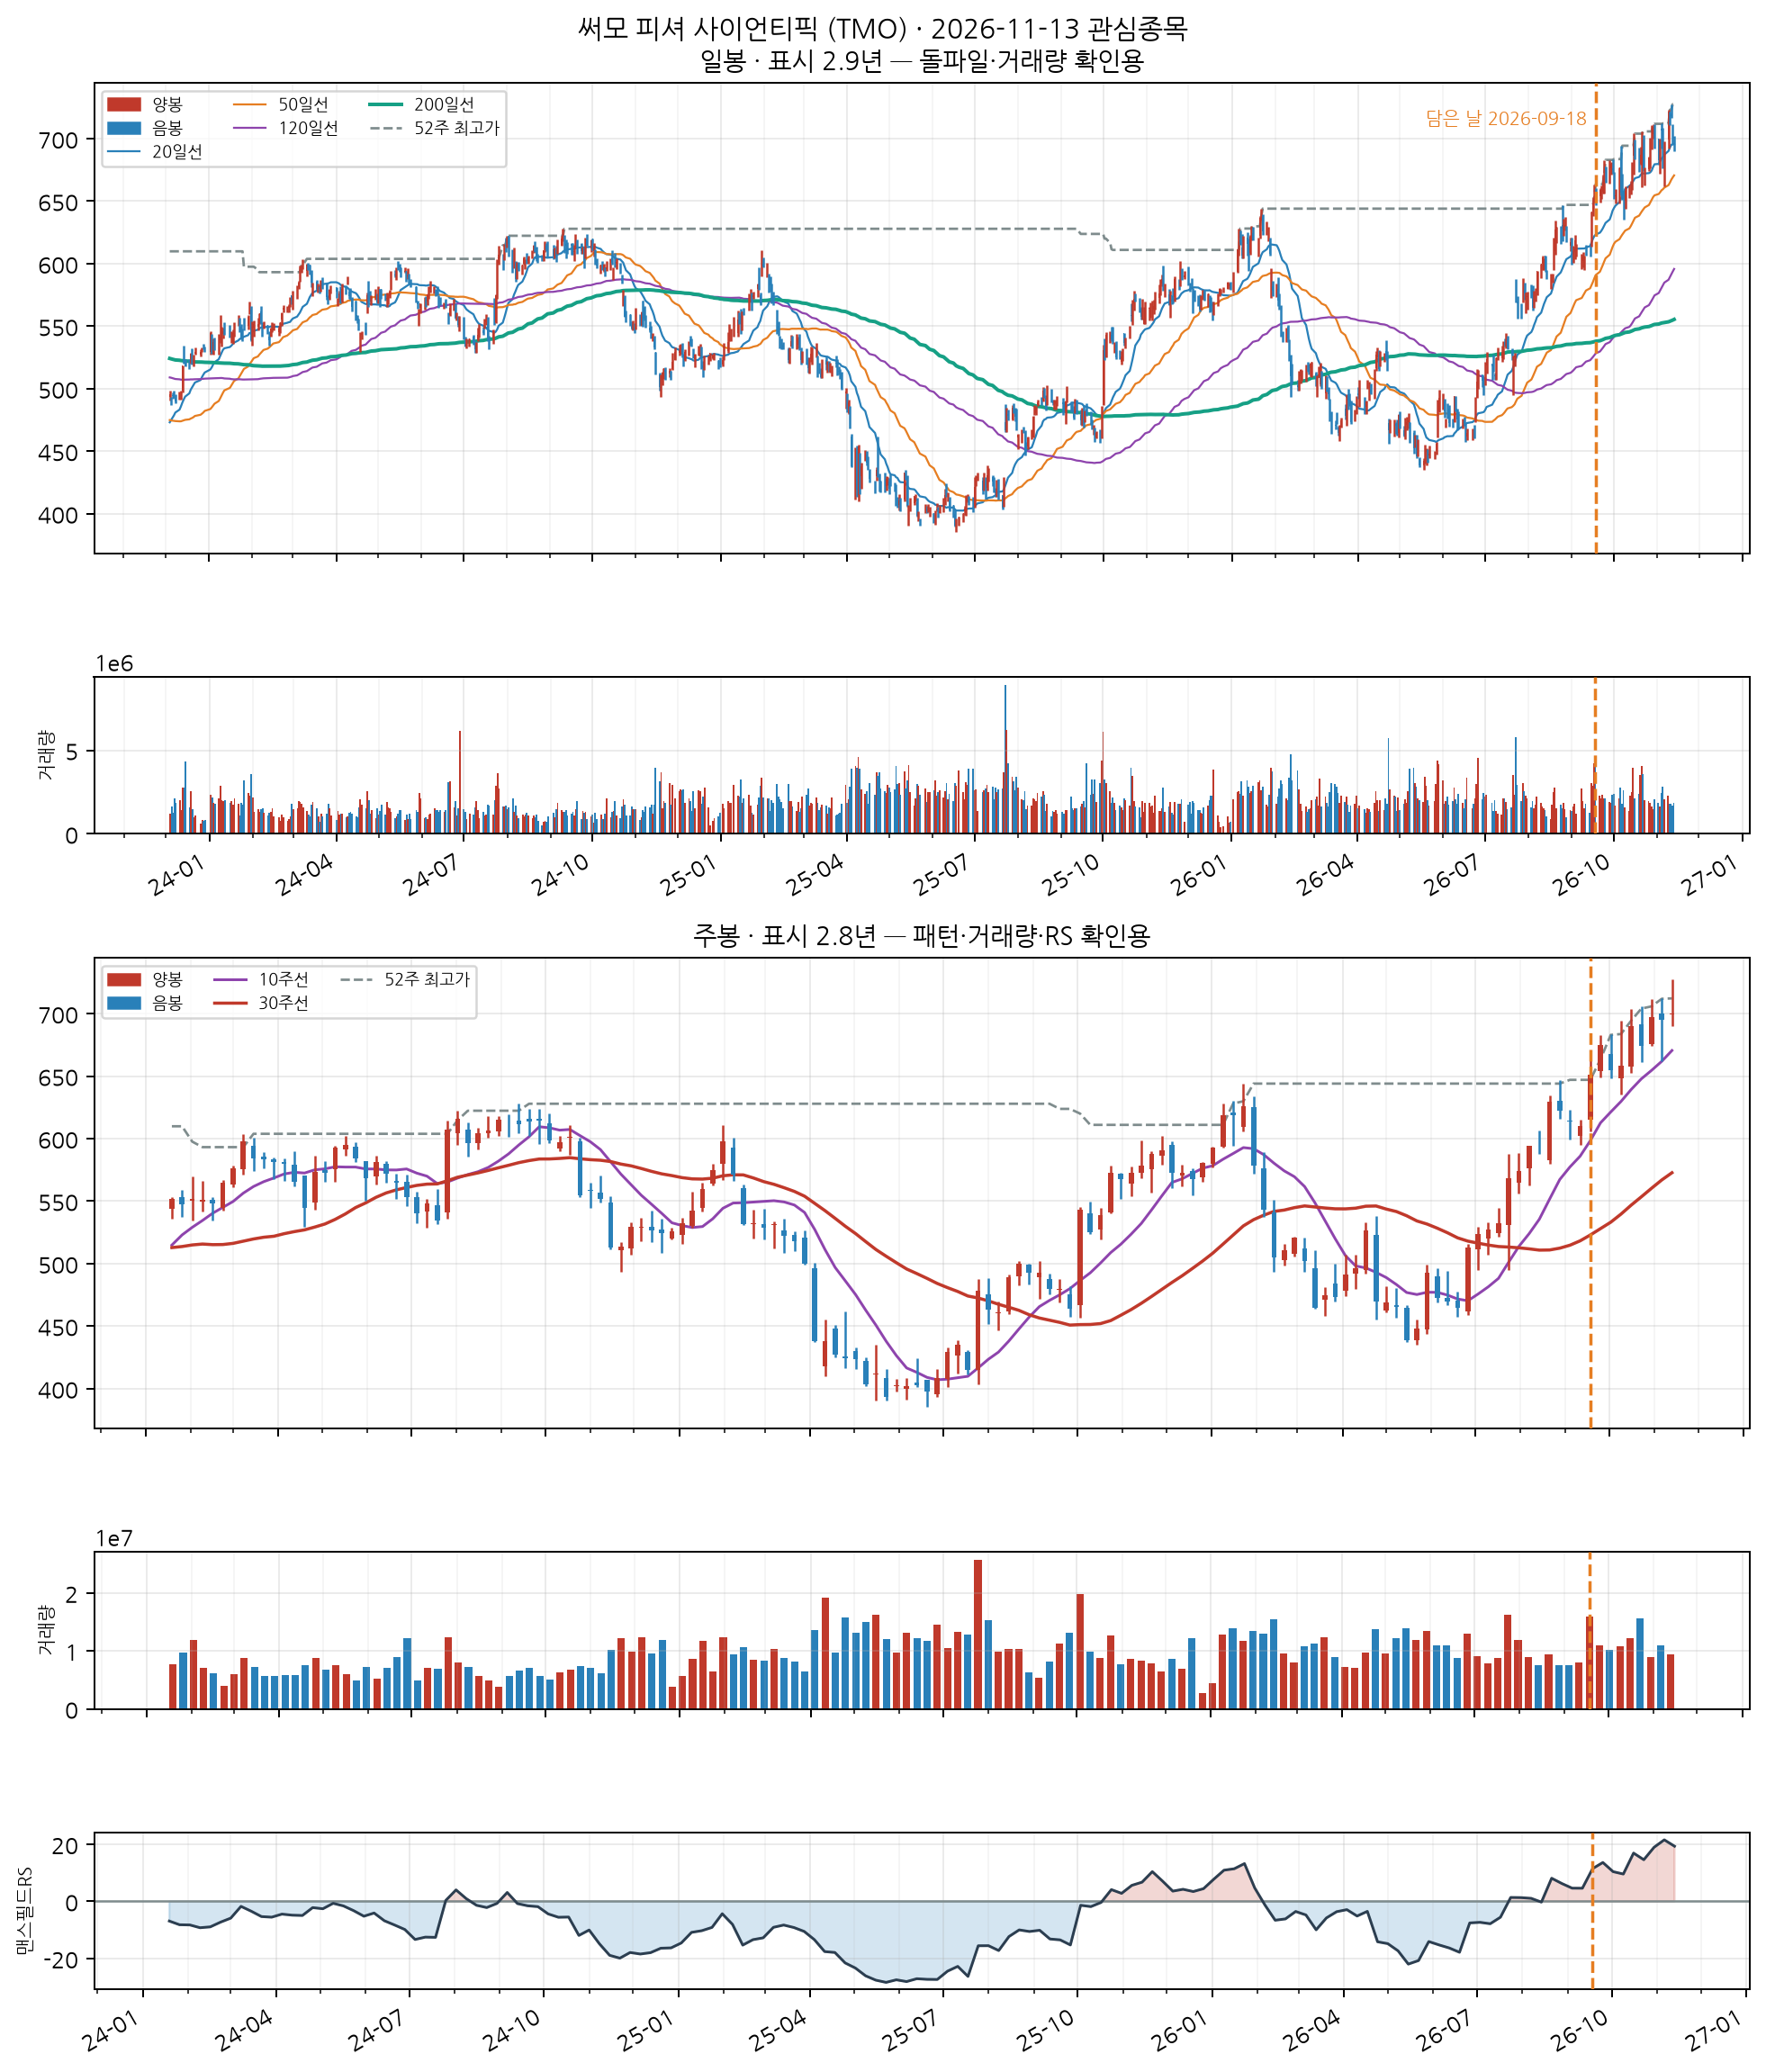 써모 피셔 사이언티픽 (TMO) · 2026-11-13 관심종목
일봉 · 표시 2.9년 — 돌파일·거래량 확인용
양봉
음봉
20일선
50일선
120일선
200일선
52주 최고가
담은 날 2026-09-18
700
650
600
550
500
450
400
1e6
거래량
5
0
24-01
24-04
24-07
24-10
25-01
25-04
25-07
25-10
26-01
26-04
26-07
26-10
27-01
주봉 · 표시 2.8년 — 패턴·거래량·RS 확인용
양봉
음봉
10주선
30주선
52주 최고가
700
650
600
550
500
450
400
1e7
거래량
2
1
0
맨스필드RS
20
0
-20
24-01
24-04
24-07
24-10
25-01
25-04
25-07
25-10
26-01
26-04
26-07
26-10
27-01